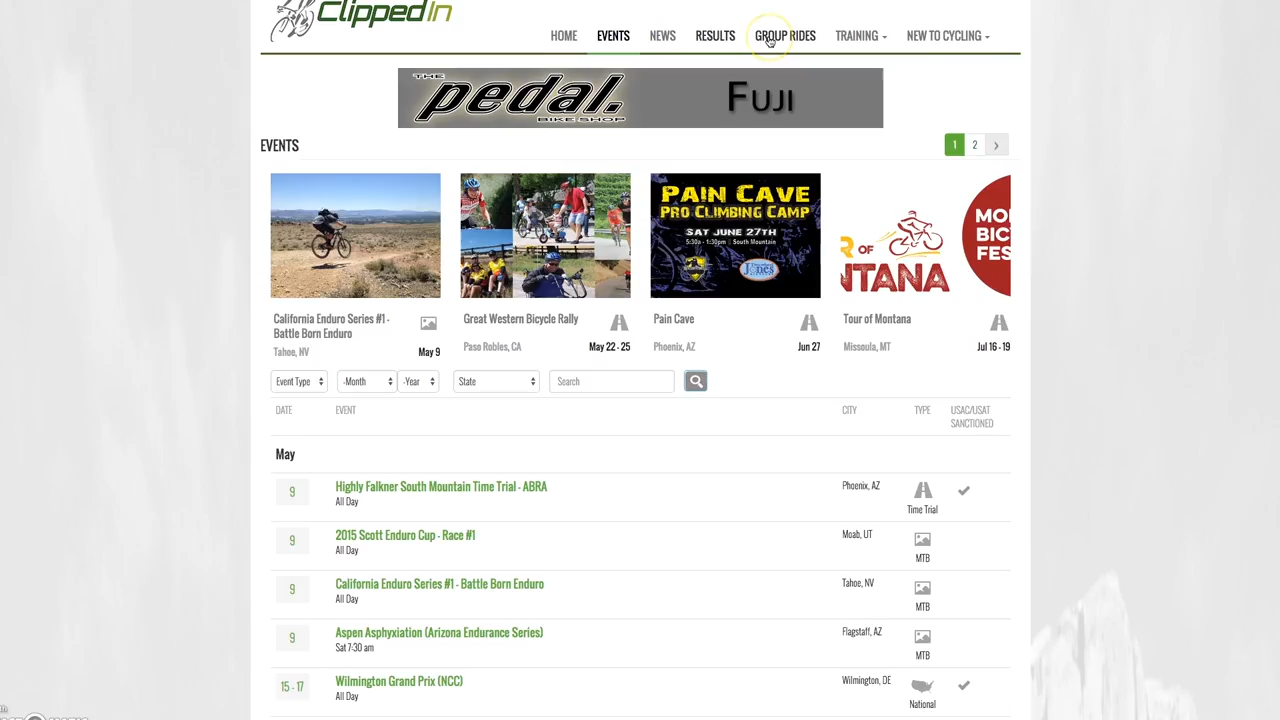 ClippedIn
HOME EVENTS NEWS RESULTS GROUP RIDES TRAINING NEW TO CYCLING
THE
pedal.
BIKE SHOP
FUJI
EVENTS
1 2 >
PAIN CAVE
PRO CLIMBING CAMP
SAT JUNE 27TH
5:30a - 1:30pm @ South Mountain
Jones
R OF
NTANA
MO
BIC
FES
California Enduro Series #1 -
Battle Born Enduro
Tahoe, NV
May 9
Great Western Bicycle Rally
Paso Robles, CA
May 22 - 25
Pain Cave
Phoenix, AZ
Jun 27
Tour of Montana
Missoula, MT
Jul 16 - 19
Event Type -Month -Year State Search
DATE EVENT CITY TYPE USAC/USAT
SANCTIONED
May
9 Highly Falkner South Mountain Time Trial - ABRA Phoenix, AZ
All Day Time Trial
9 2015 Scott Enduro Cup - Race #1 Moab, UT
All Day MTB
9 California Enduro Series #1 - Battle Born Enduro Tahoe, NV
All Day MTB
9 Aspen Asphyxiation (Arizona Endurance Series) Flagstaff, AZ
Sat 7:30 am MTB
15 - 17 Wilmington Grand Prix (NCC) Wilmington, DE
All Day National